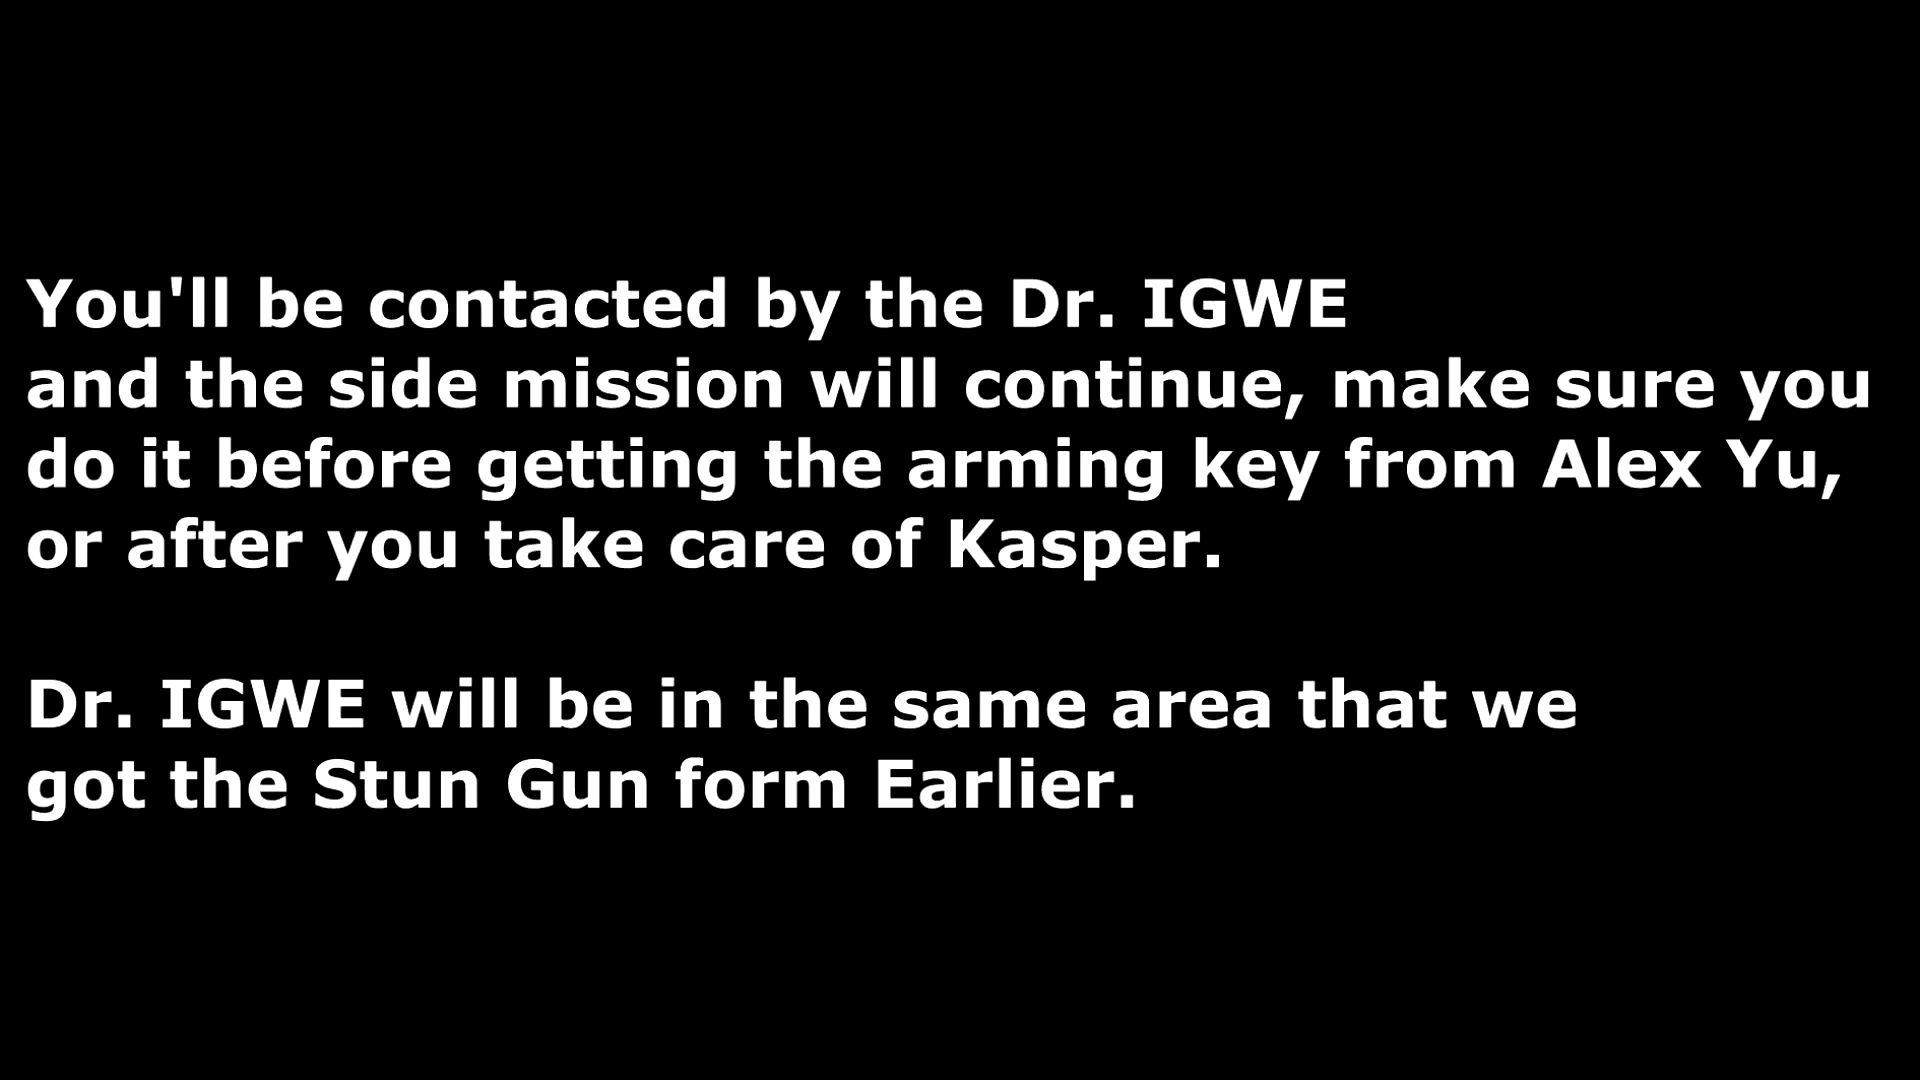 You'll be contacted by the Dr. IGWE
and the side mission will continue, make sure you
do it before getting the arming key from Alex Yu,
or after you take care of Kasper.
Dr. IGWE will be in the same area that we
got the Stun Gun form Earlier.